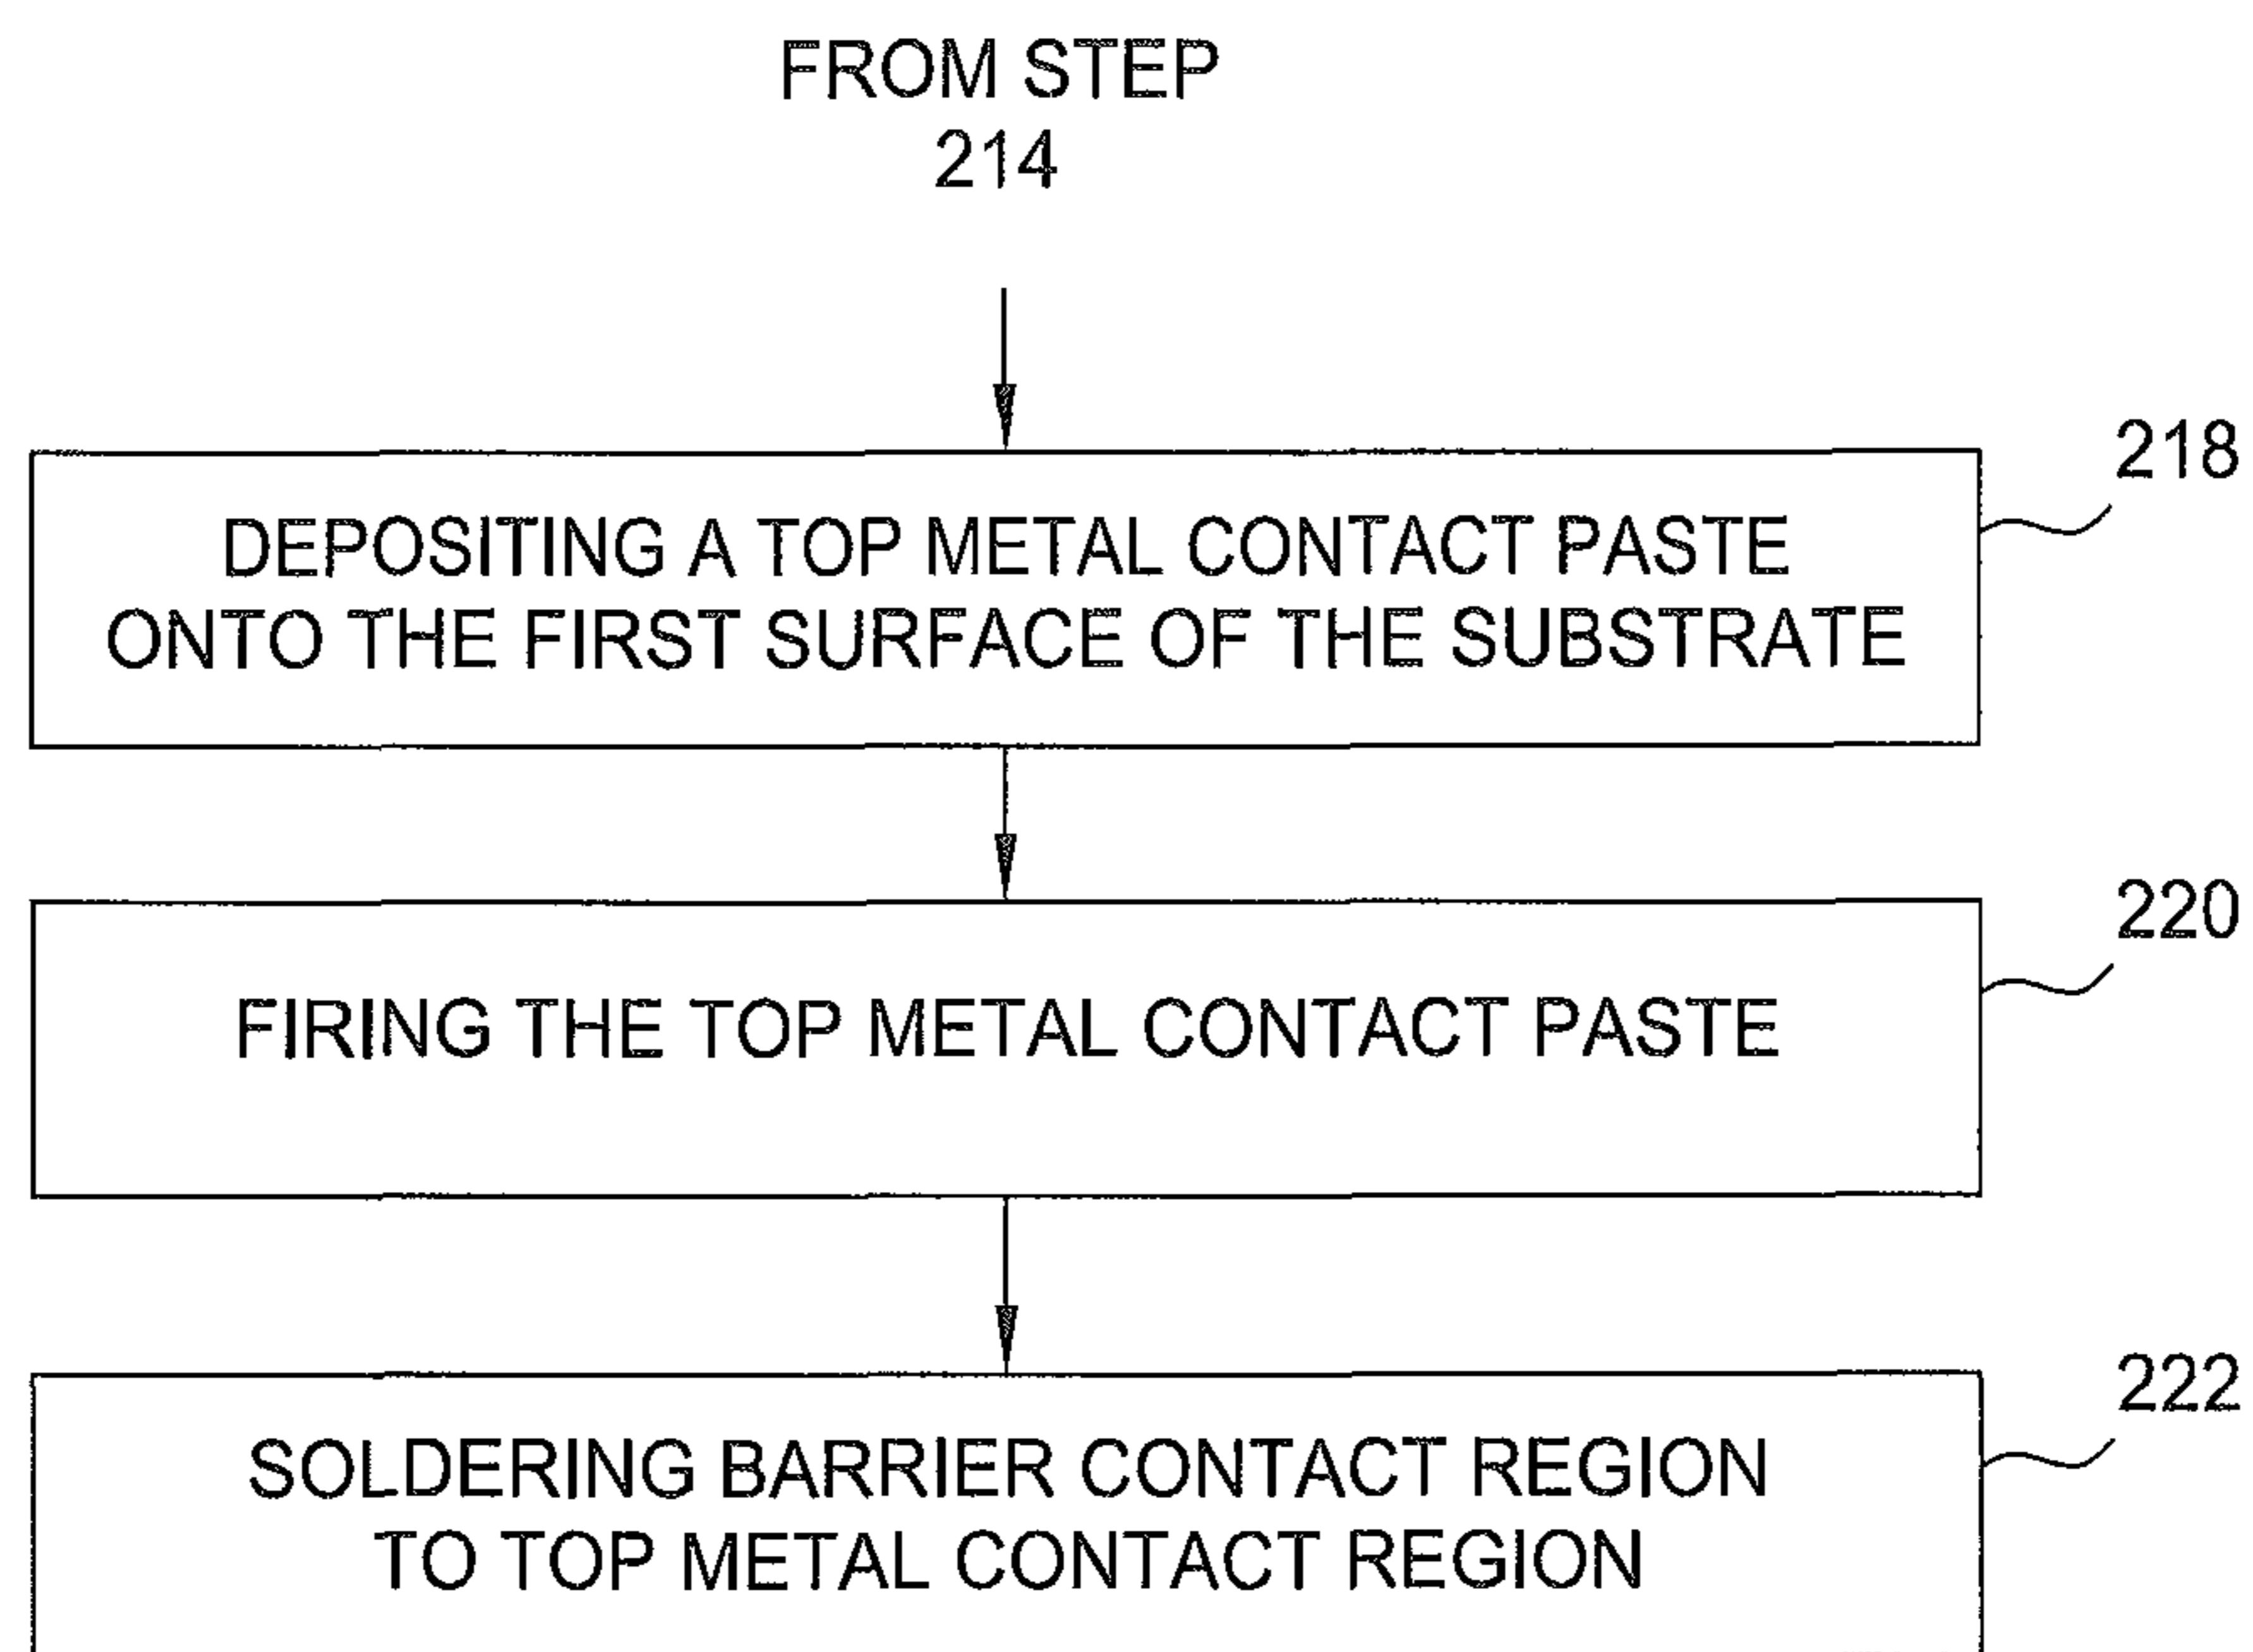 FROM STEP
214
218
DEPOSITING A TOP METAL CONTACT PASTE
ONTO THE FIRST SURFACE OF THE SUBSTRATE
220
FIRING THE TOP METAL CONTACT PASTE
222
SOLDERING BARRIER CONTACT REGION
TO TOP METAL CONTACT REGION